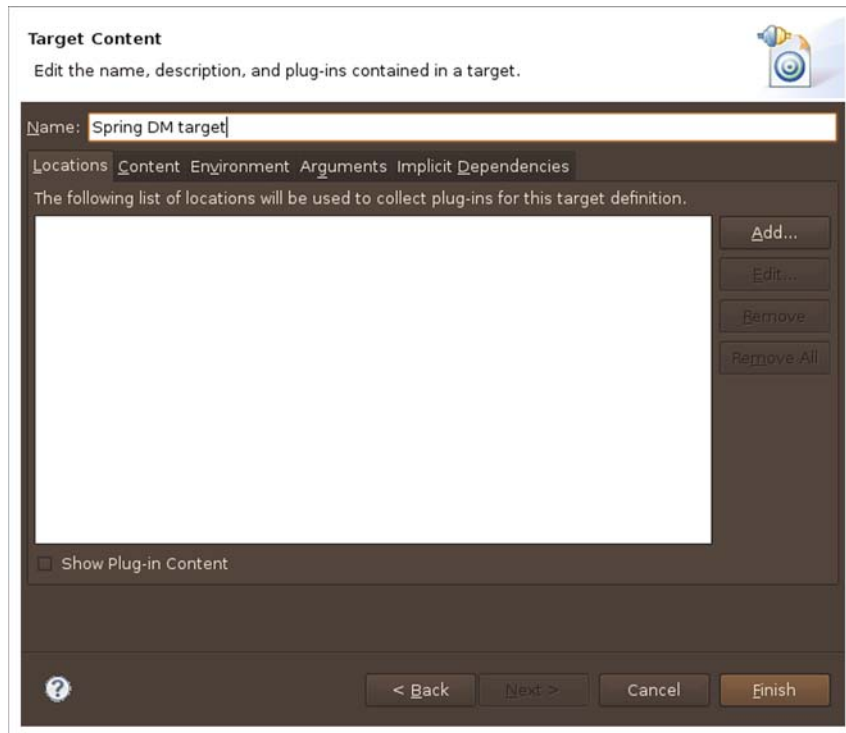 Target Content
Edit the name, description, and plug-ins contained in a target.
Name: Spring DM target
Locations Content Environment Arguments Implicit Dependencies
The following list of locations will be used to collect plug-ins for this target definition.
Add...
Edit...
Remove
Remove All
Show Plug-in Content
< Back Next > Cancel Finish